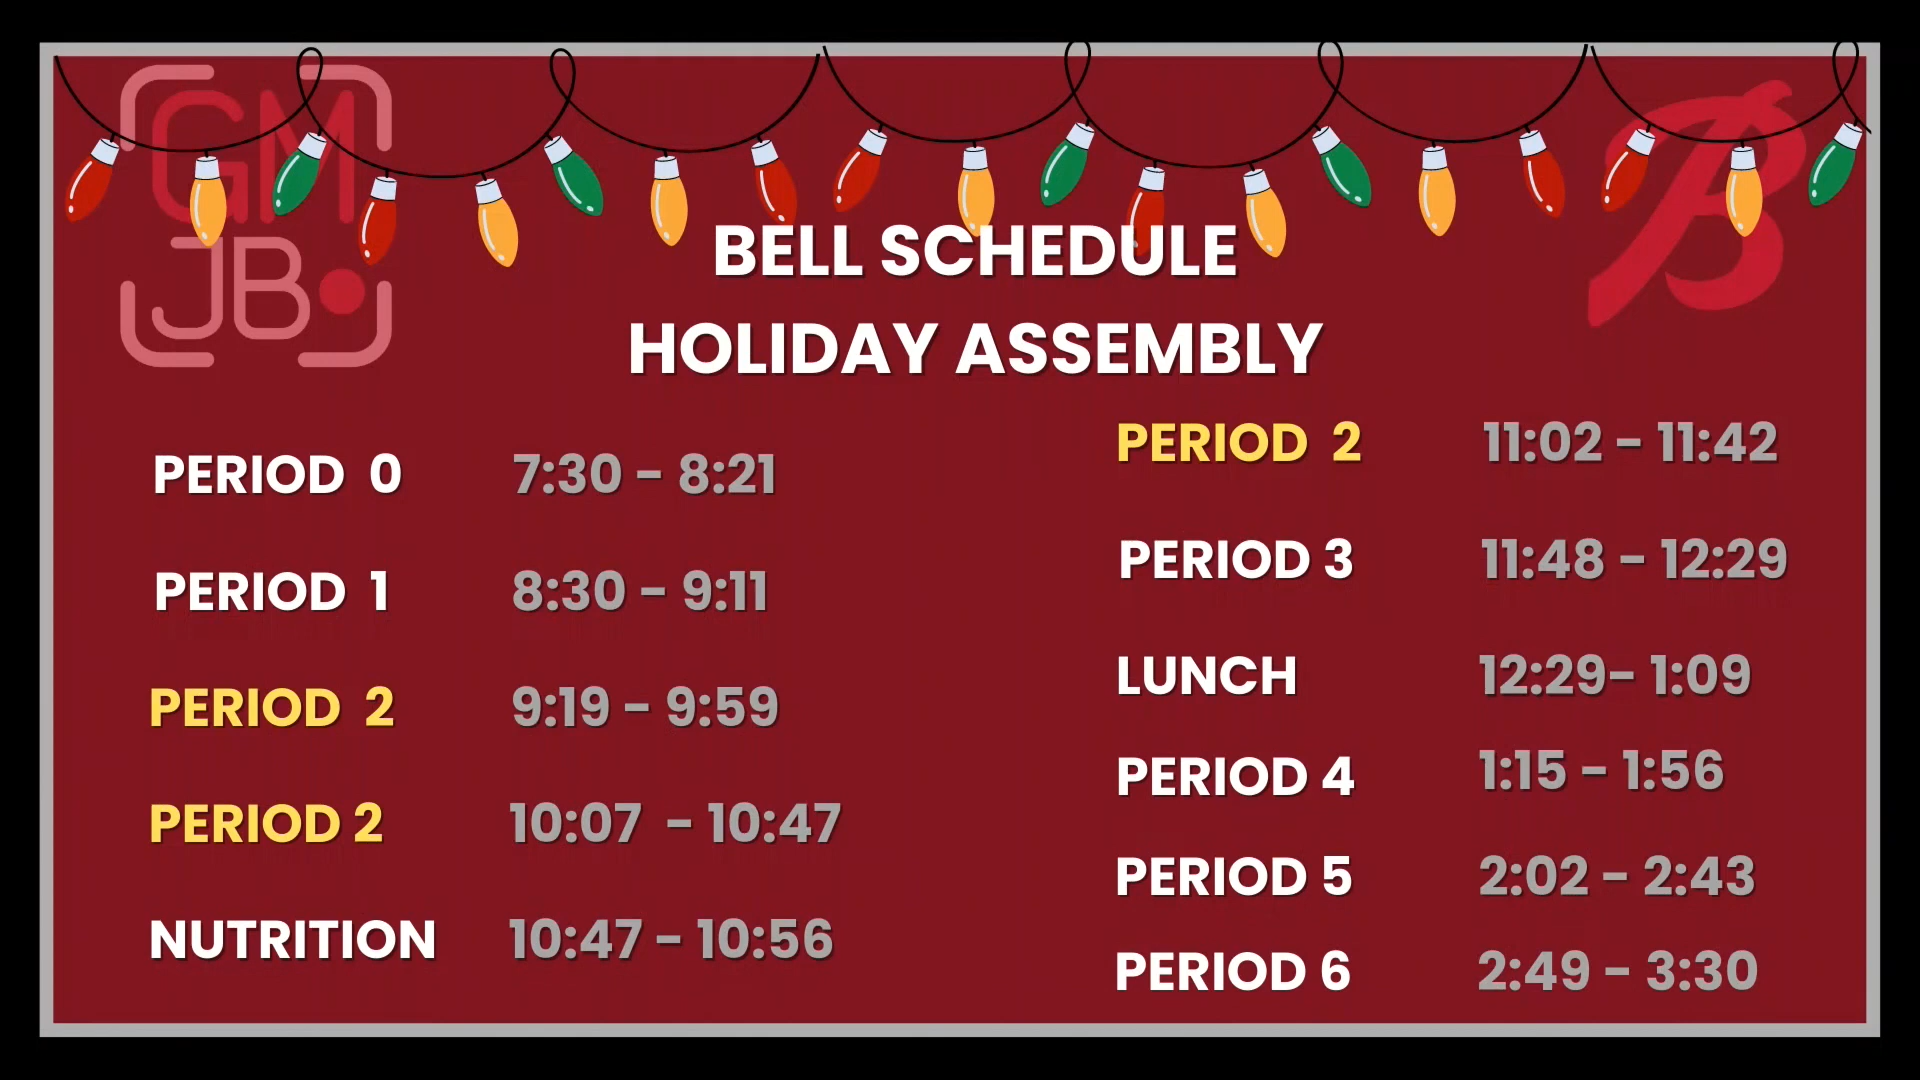 GM
JB
B
BELL SCHEDULE
HOLIDAY ASSEMBLY
PERIOD 0 7:30 - 8:21
PERIOD 1 8:30 - 9:11
PERIOD 2 9:19 - 9:59
PERIOD 2 10:07 - 10:47
NUTRITION 10:47 - 10:56
PERIOD 2 11:02 - 11:42
PERIOD 3 11:48 - 12:29
LUNCH 12:29- 1:09
PERIOD 4 1:15 - 1:56
PERIOD 5 2:02 - 2:43
PERIOD 6 2:49 - 3:30